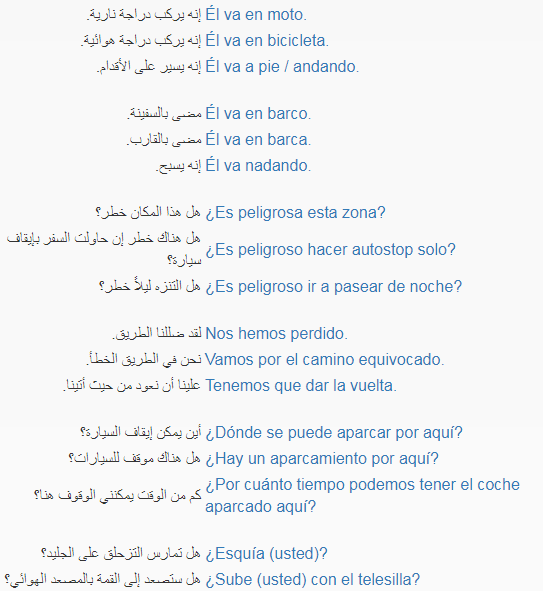 إنه يركب دراجة نارية. Él va en moto.
إنه يركب دراجة هوائية. Él va en bicicleta.
إنه يسير على الأقدام. Él va a pie / andando.
مضى بالسفينة. Él va en barco.
مضى بالقارب. Él va en barca.
إنه يسبح. Él va nadando.
هل هذا المكان خطر؟ ¿Es peligrosa esta zona?
هل هناك خطر إن حاولت السفر بإيقاف
سيارة؟ ¿Es peligroso hacer autostop solo?
هل التنزه ليلاً خطر؟ ¿Es peligroso ir a pasear de noche?
لقد ضللنا الطريق. Nos hemos perdido.
نحن في الطريق الخطأ. Vamos por el camino equivocado.
علينا أن نعود من حيث أتينا. Tenemos que dar la vuelta.
أين يمكن إيقاف السيارة؟ ¿Dónde se puede aparcar por aquí?
هل هناك موقف للسيارات؟ ¿Hay un aparcamiento por aquí?
كم من الوقت يمكنني الوقوف هنا؟ ¿Por cuánto tiempo podemos tener el coche
aparcado aquí?
هل تمارس التزحلق على الجليد؟ ¿Esquía (usted)?
هل ستصعد إلى القمة بالمصعد الهوائي؟ ¿Sube (usted) con el telesilla?